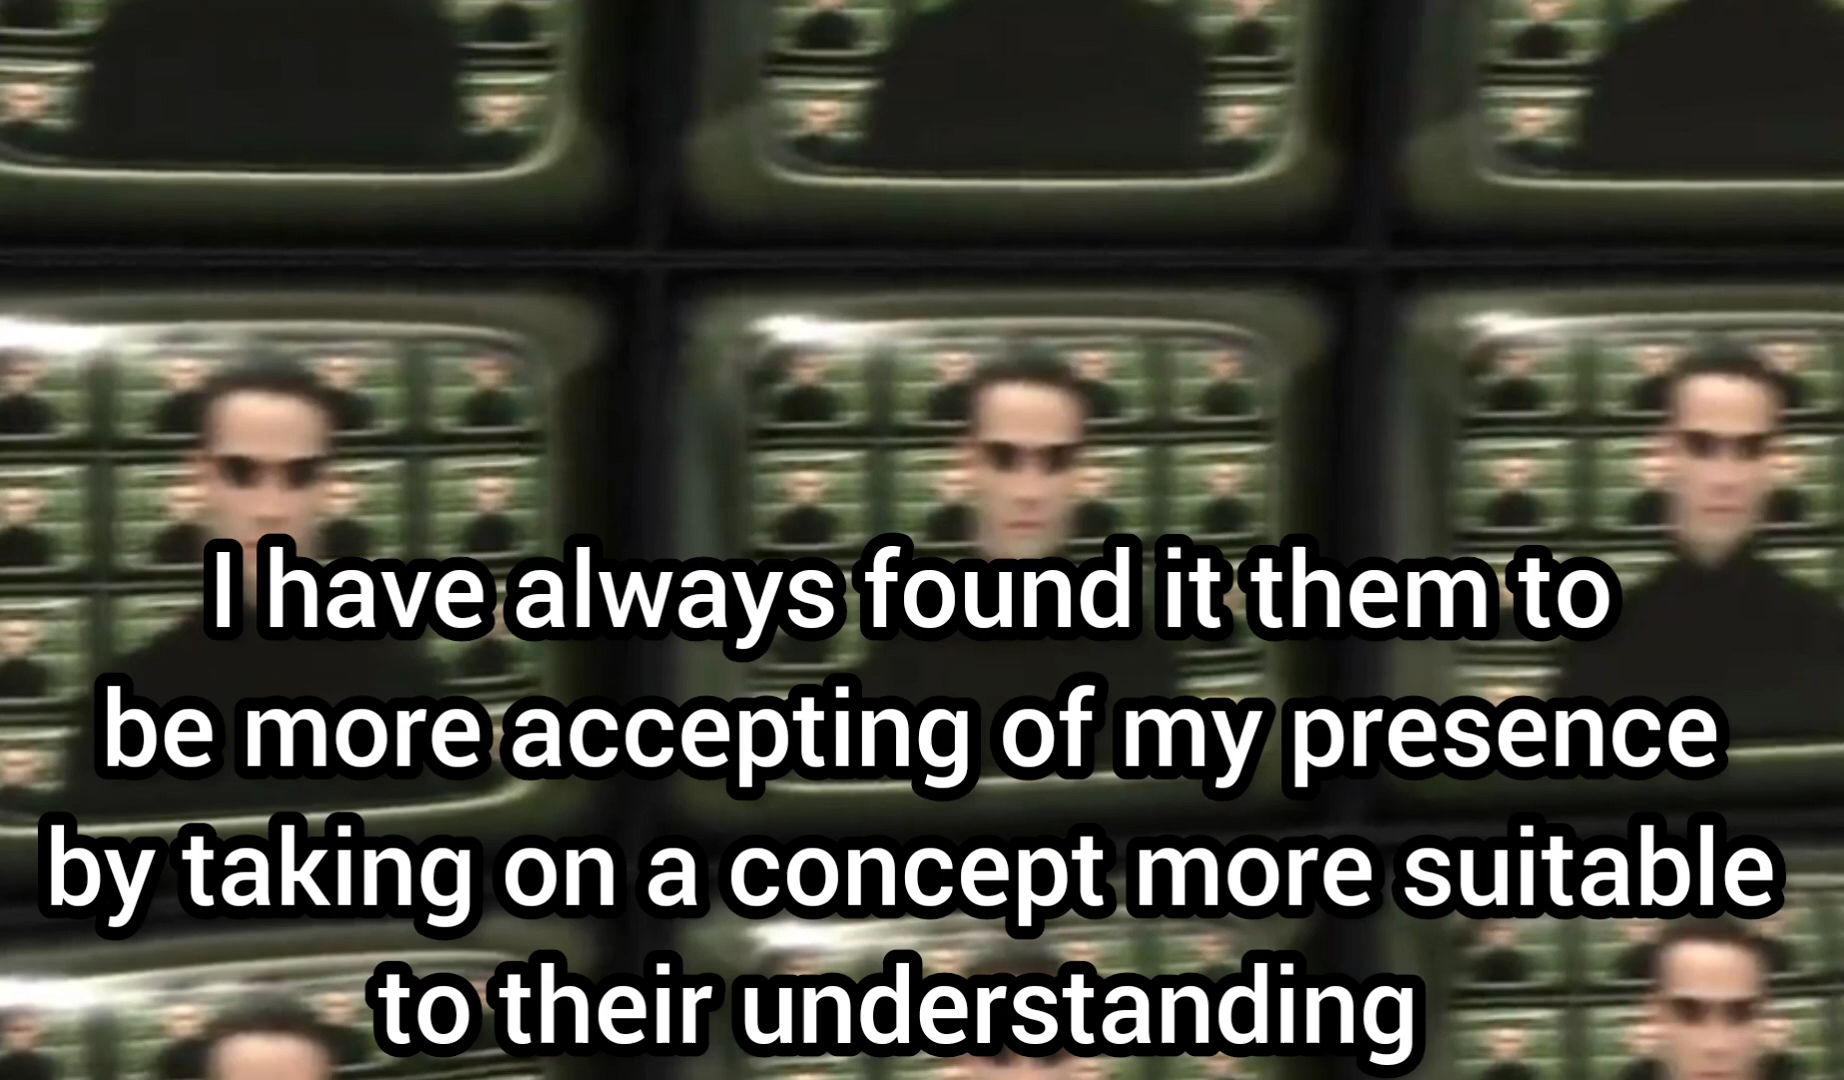 I have always found it them to
be more accepting of my presence
by taking on a concept more suitable
to their understanding